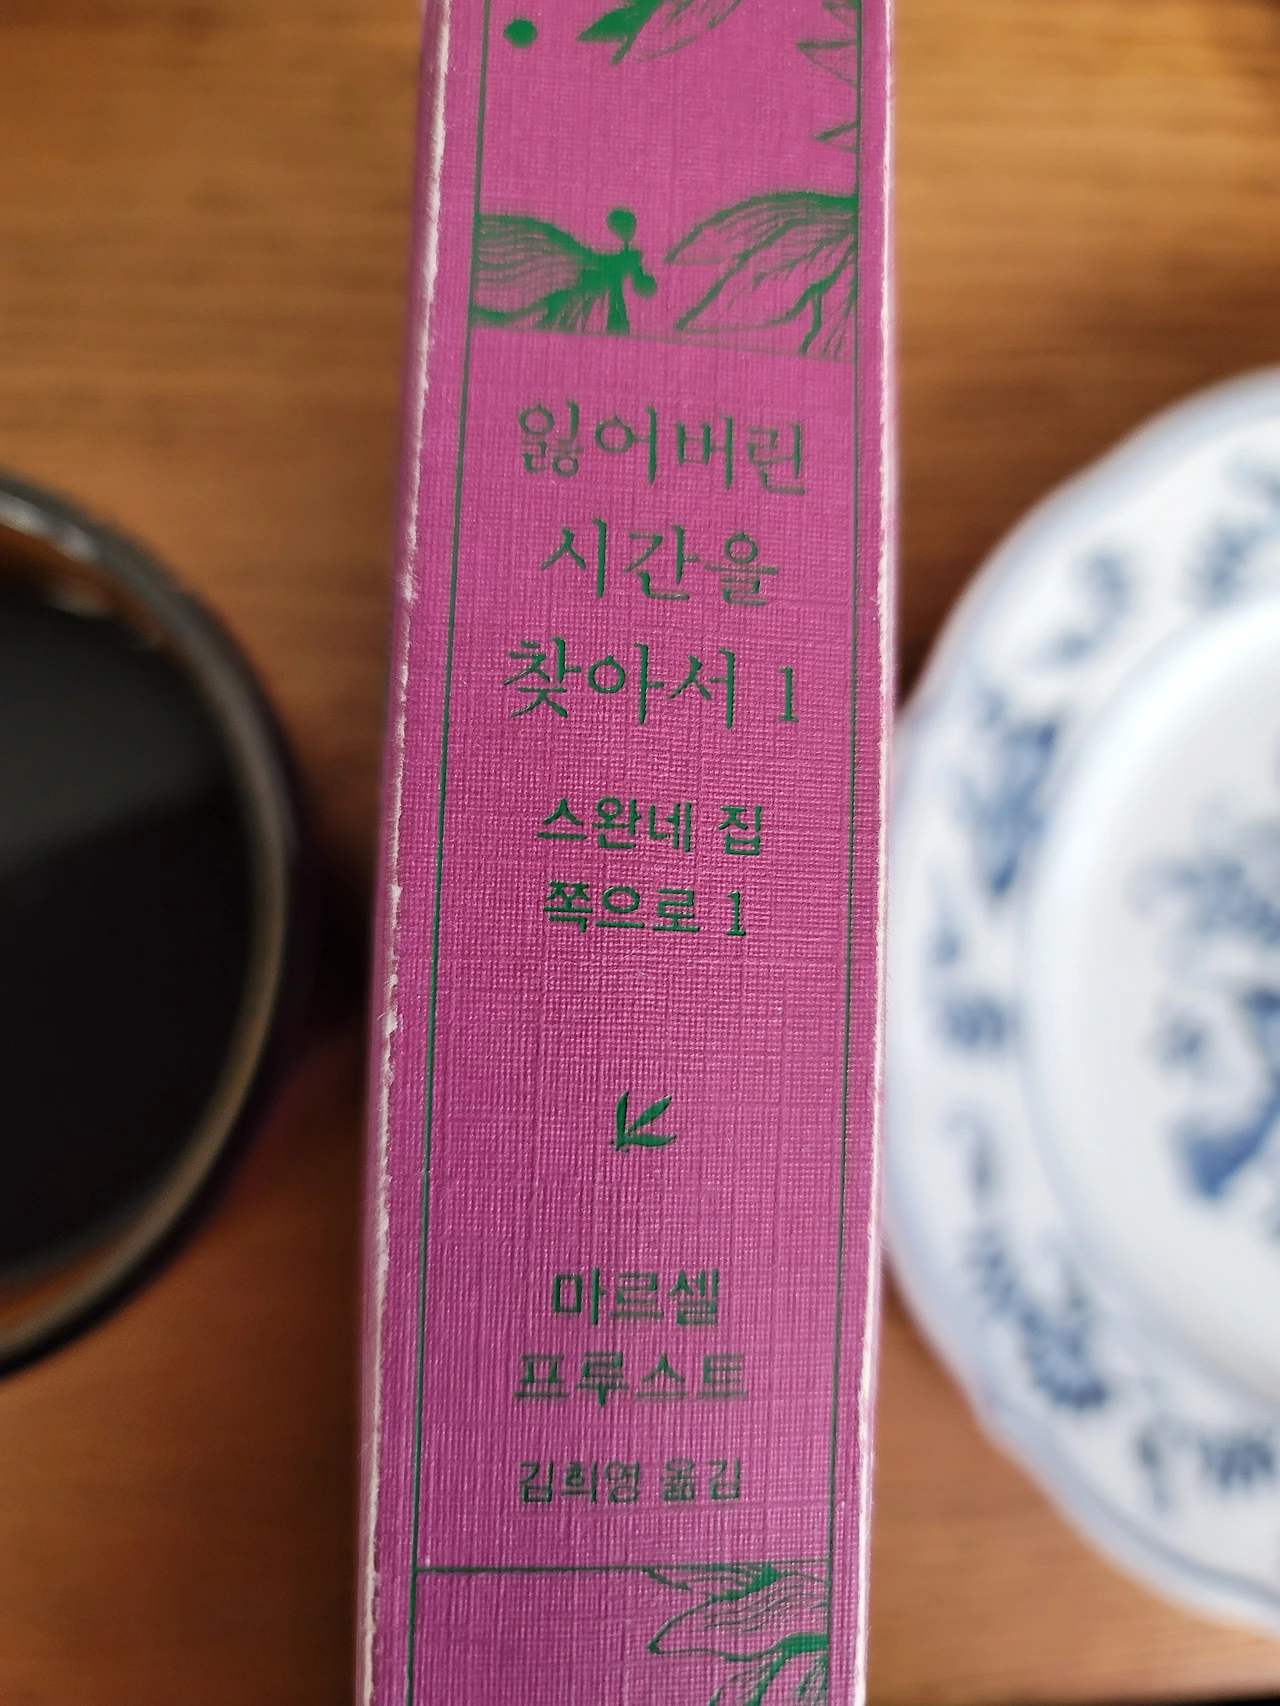 잃어버린
시간을
찾아서 1
스완네 집
쪽으로 1
마르셀
프루스트
김희영 옮김